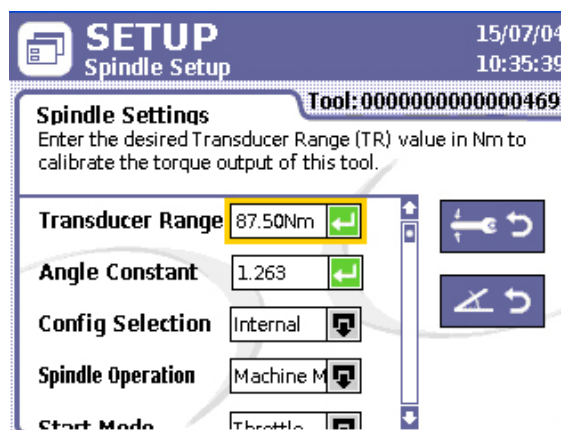 SETUP
15/07/04
Spindle Setup
10:35:39
Tool: 0000000000000469
Spindle Settings
Enter the desired Transducer Range (TR) value in Nm to
calibrate the torque output of this tool.
Transducer Range 87.50Nm
Angle Constant 1.263
Config Selection Internal
Spindle Operation Machine M
Start Mode Throttle